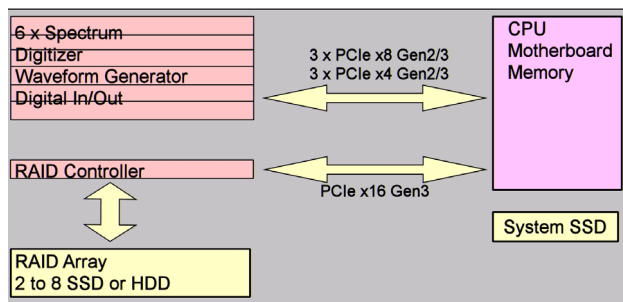 6 x Spectrum
Digitizer
Waveform Generator
Digital In/Out
3 x PCIe x8 Gen2/3
3 x PCIe x4 Gen2/3
CPU
Motherboard
Memory
RAID Controller
PCIe x16 Gen3
System SSD
RAID Array
2 to 8 SSD or HDD